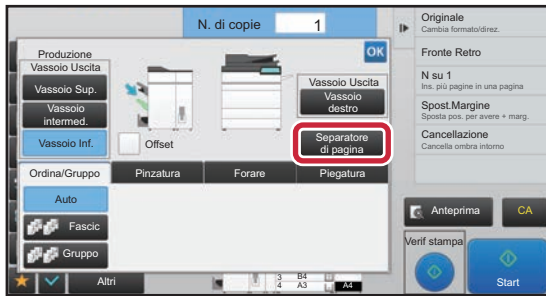 N. di copie 1
Produzione
Vassoio Uscita
Vassoio Sup.
Vassoio
intermed.
Vassoio Inf.
Offset
OK
Vassoio Uscita
Vassoio
destro
Separatore
di pagina
Ordina/Gruppo
Auto
Fascic
Gruppo
Pinzatura
Forare
Piegatura
Altri
3 B4
4 A3
A4
Originale
Cambia formato/direz.
Fronte Retro
N su 1
Ins. più pagine in una pagina
Spost.Margine
Sposta pos. per avere + marg.
Cancellazione
Cancella ombra intorno
Anteprima
CA
Verif stampa
Start